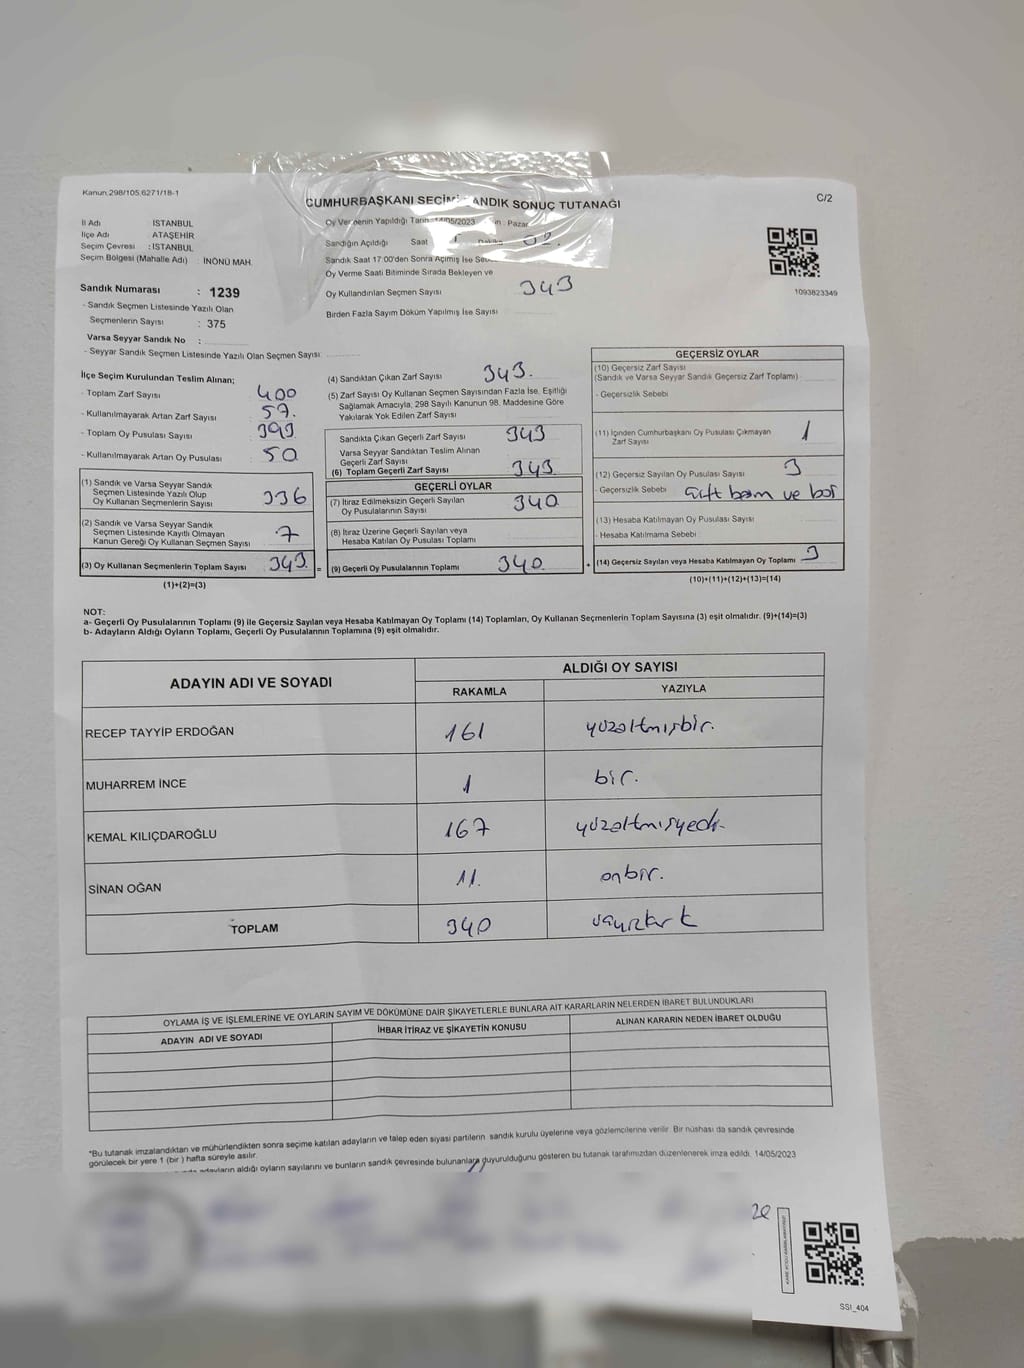 Kanun.298/105,6271/18-1
C/2
CUMHURBAŞKANI SEÇİMİ ANDIK SONUÇ TUTANAĞI
İl Adı : İSTANBUL
İlçe Adı : ATAŞEHİR
Seçim Çevresi : İSTANBUL
Seçim Bölgesi (Mahalle Adı) : İNÖNÜ MAH.
Oy Vermenin Yapıldığı Tarih 14/05/2023 Pazar
Sandığın Açıldığı Saat 02.
Sandık Saat 17:00'den Sonra Açımış İse
Oy Verme Saati Bitiminde Sırada Bekleyen ve
Oy Kullandırılan Seçmen Sayısı 343
Birden Fazla Sayım Döküm Yapılmış İse Sayısı
1093823349
Sandık Numarası : 1239
- Sandık Seçmen Listesinde Yazılı Olan
Seçmenlerin Sayısı : 375
Varsa Seyyar Sandık No :
- Seyyar Sandık Seçmen Listesinde Yazılı Olan Seçmen Sayısı
İlçe Seçim Kurulundan Teslim Alınan;
- Toplam Zarf Sayısı 400
- Kullanılmayarak Artan Zarf Sayısı 57.
- Toplam Oy Pusulası Sayısı 393
- Kullanılmayarak Artan Oy Pusulası 50
(1) Sandık ve Varsa Seyyar Sandık
Seçmen Listesinde Yazılı Olup
Oy Kullanan Seçmenlerin Sayısı 336
(2) Sandık ve Varsa Seyyar Sandık
Seçmen Listesinde Kayıtlı Olmayan
Kanun Gereği Oy Kullanan Seçmen Sayısı 7
(3) Oy Kullanan Seçmenlerin Toplam Sayısı 343. =
(1)+(2)=(3)
(4) Sandıktan Çıkan Zarf Sayısı 343.
(5) Zarf Sayısı Oy Kullanan Seçmen Sayısından Fazla İse, Eşitliği
Sağlamak Amacıyla, 298 Sayılı Kanunun 98. Maddesine Göre
Yakılarak Yok Edilen Zarf Sayısı
Sandıkta Çıkan Geçerli Zarf Sayısı 343
Varsa Seyyar Sandıktan Teslim Alınan
Geçerli Zarf Sayısı
(6) Toplam Geçerli Zarf Sayısı 343
GEÇERLİ OYLAR
(7) İtiraz Edilmeksizin Geçerli Sayılan
Oy Pusulalarının Sayısı 340
(8) İtiraz Üzerine Geçerli Sayılan veya
Hesaba Katılan Oy Pusulası Toplamı
(9) Geçerli Oy Pusulalarının Toplamı 340 +
GEÇERSİZ OYLAR
(10) Geçersiz Zarf Sayısı
(Sandık ve Varsa Seyyar Sandık Geçersiz Zarf Toplamı)
- Geçersizlik Sebebi
(11) İçinden Cumhurbaşkanı Oy Pusulası Çıkmayan
Zarf Sayısı 1
(12) Geçersiz Sayılan Oy Pusulası Sayısı 3
- Geçersizlik Sebebi ve
(13) Hesaba Katılmayan Oy Pusulası Sayısı
- Hesaba Katılmama Sebebi
(14) Geçersiz Sayılan veya Hesaba Katılmayan Oy Toplamı 3
(10)+(11)+(12)+(13)=(14)
NOT:
a- Geçerli Oy Pusulalarının Toplamı (9) ile Geçersiz Sayılan veya Hesaba Katılmayan Oy Toplamı (14) Toplamları, Oy Kullanan Seçmenlerin Toplam Sayısına (3) eşit olmalıdır. (9)+(14)=(3)
b- Adayların Aldığı Oyların Toplamı, Geçerli Oy Pusulalarının Toplamına (9) eşit olmalıdır.
ADAYIN ADI VE SOYADI
ALDIĞI OY SAYISI
RAKAMLA YAZIYLA
RECEP TAYYİP ERDOĞAN 161 yüzaltmışbir.
MUHARREM İNCE 1 bir.
KEMAL KILIÇDAROĞLU 167 yüzaltmışyedi.
SİNAN OĞAN 11. onbir.
TOPLAM 340
OYLAMA İŞ VE İŞLEMLERİNE VE OYLARIN SAYIM VE DÖKÜMÜNE DAİR ŞİKAYETLERLE BUNLARA AİT KARARLARIN NELERDEN İBARET BULUNDUKLARI
ADAYIN ADI VE SOYADI İHBAR İTİRAZ VE ŞİKAYETİN KONUSU ALINAN KARARIN NEDEN İBARET OLDUĞU
*Bu tutanak imzalandıktan ve mühürlendikten sonra seçime katılan adayların ve talep eden siyasi partilerin sandık kurulu üyelerine veya gözlemcilerine verilir. Bir nüshası da sandık çevresinde
görülecek bir yere 1 (bir) hafta süreyle asılır.
adayların aldığı oyların sayılarını ve bunların sandık çevresinde bulunanlara duyurulduğunu gösteren bu tutanak tarafımızdan düzenlenerek imza edildi. 14/05/2023
SSI_404